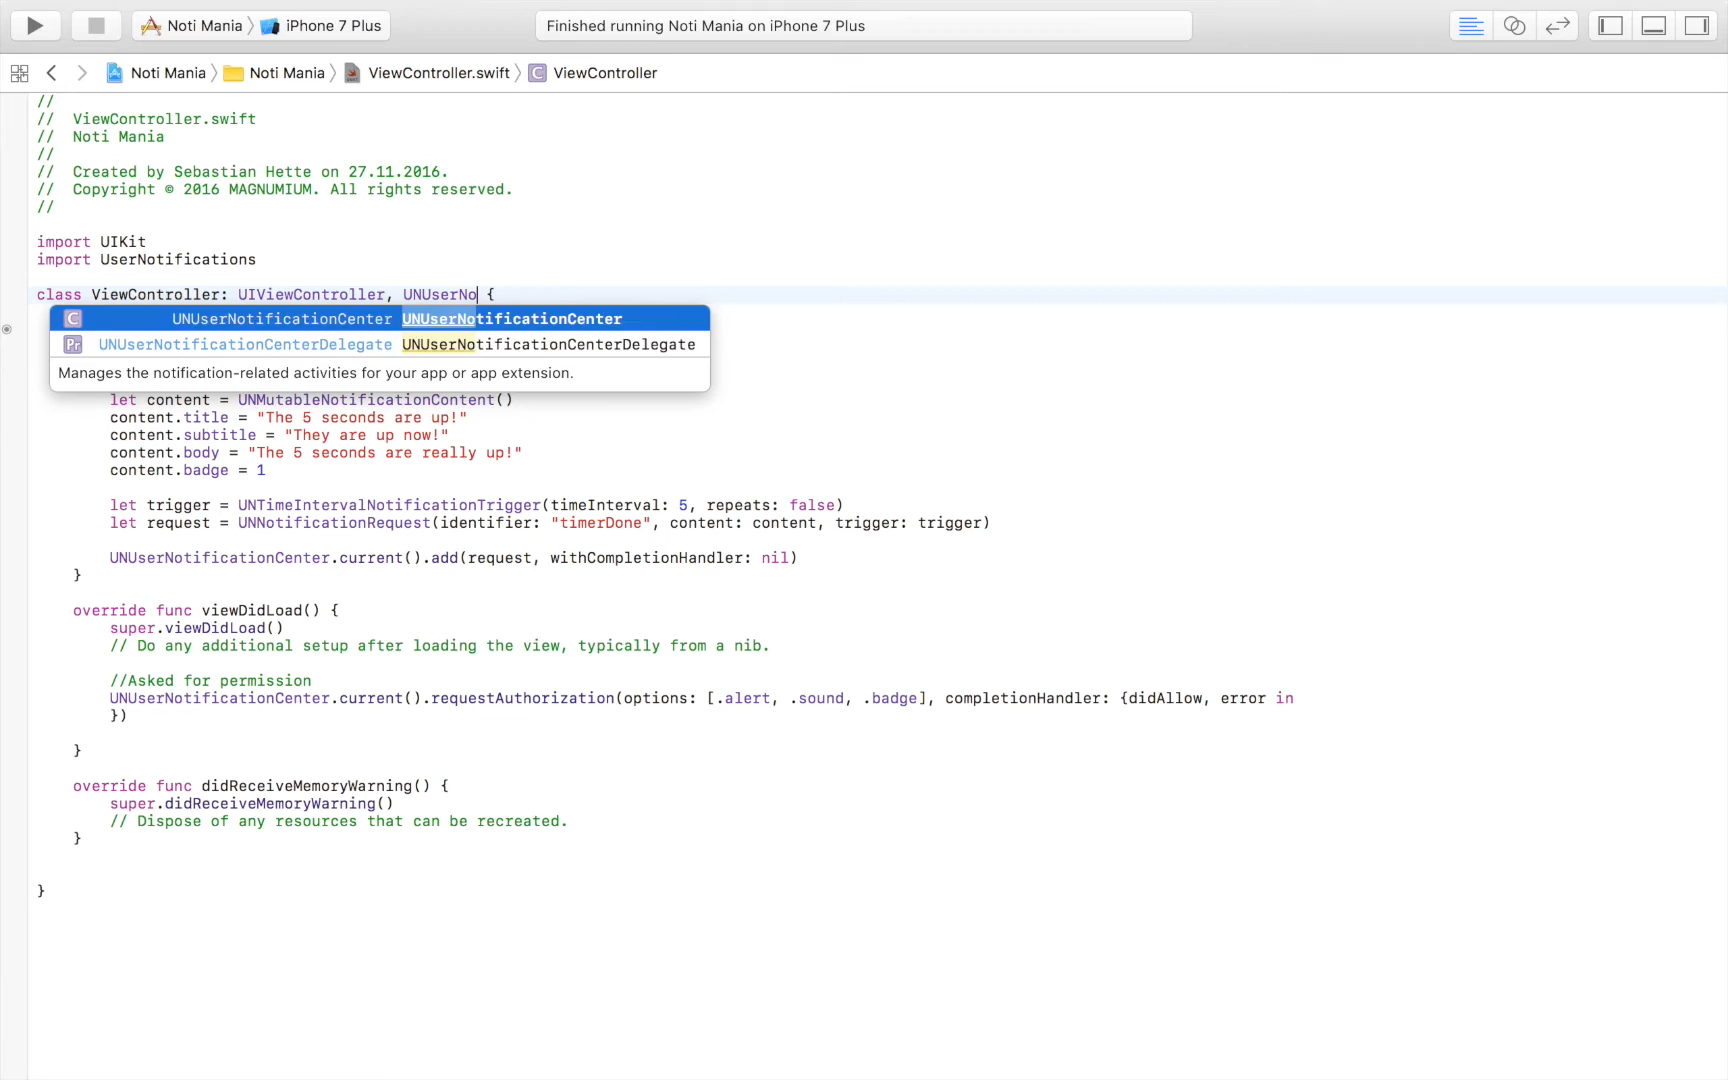 Noti Mania iPhone 7 Plus Finished running Noti Mania on iPhone 7 Plus
Noti Mania Noti Mania ViewController.swift C ViewController
//
// ViewController.swift
// Noti Mania
//
// Created by Sebastian Hette on 27.11.2016.
// Copyright © 2016 MAGNUMIUM. All rights reserved.
//
import UIKit
import UserNotifications
class ViewController: UIViewController, UNUserNo {
C UNUserNotificationCenter UNUserNotificationCenter
Pr UNUserNotificationCenterDelegate UNUserNotificationCenterDelegate
Manages the notification-related activities for your app or app extension.
let content = UNMutableNotificationContent()
content.title = "The 5 seconds are up!"
content.subtitle = "They are up now!"
content.body = "The 5 seconds are really up!"
content.badge = 1
let trigger = UNTimeIntervalNotificationTrigger(timeInterval: 5, repeats: false)
let request = UNNotificationRequest(identifier: "timerDone", content: content, trigger: trigger)
UNUserNotificationCenter.current().add(request, withCompletionHandler: nil)
}
override func viewDidLoad() {
super.viewDidLoad()
// Do any additional setup after loading the view, typically from a nib.
//Asked for permission
UNUserNotificationCenter.current().requestAuthorization(options: [.alert, .sound, .badge], completionHandler: {didAllow, error in
})
}
override func didReceiveMemoryWarning() {
super.didReceiveMemoryWarning()
// Dispose of any resources that can be recreated.
}
}